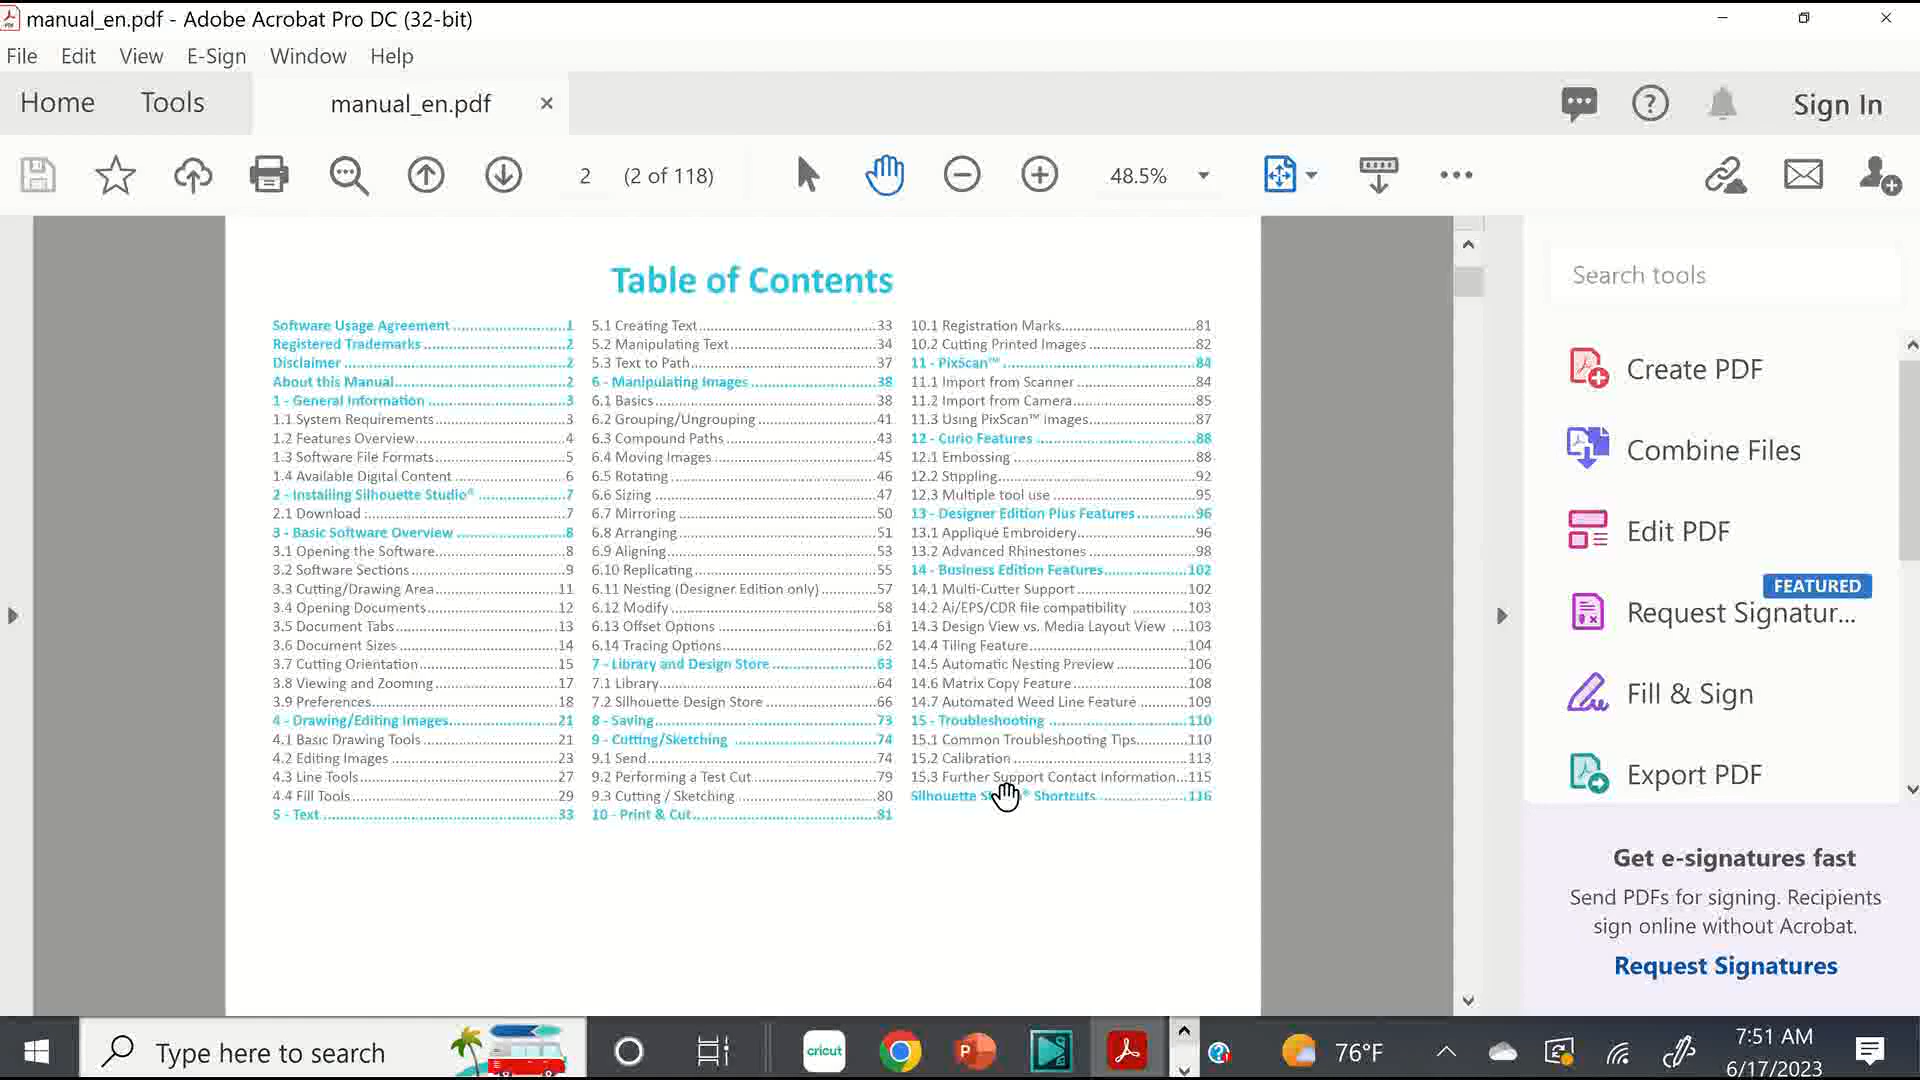 manual_en.pdf - Adobe Acrobat Pro DC (32-bit)
File Edit View E-Sign Window Help
Home Tools manual_en.pdf Sign In
2 (2 of 118) 48.5%
Table of Contents
Software Usage Agreement ............................1
Registered Trademarks ....................................2
Disclaimer .......................................................2
About this Manual..........................................2
1 - General Information ..................................3
1.1 System Requirements...............................3
1.2 Features Overview...................................4
1.3 Software File Formats...............................5
1.4 Available Digital Content .........................6
2 - Installing Silhouette Studio® .....................7
2.1 Download :..............................................7
3 - Basic Software Overview ...........................8
3.1 Opening the Software..............................8
3.2 Software Sections ....................................9
3.3 Cutting/Drawing Area............................11
3.4 Opening Documents..............................12
3.5 Document Tabs......................................13
3.6 Document Sizes .....................................14
3.7 Cutting Orientation................................15
3.8 Viewing and Zooming............................17
3.9 Preferences...........................................18
4 - Drawing/Editing Images...........................21
4.1 Basic Drawing Tools ...............................21
4.2 Editing Images .......................................23
4.3 Line Tools ..............................................27
4.4 Fill Tools ................................................29
5 - Text .........................................................33
5.1 Creating Text..........................................33
5.2 Manipulating Text..................................34
5.3 Text to Path............................................37
6 - Manipulating Images ...............................38
6.1 Basics.....................................................38
6.2 Grouping/Ungrouping ............................41
6.3 Compound Paths ...................................43
6.4 Moving Images ......................................45
6.5 Rotating .................................................46
6.6 Sizing .....................................................47
6.7 Mirroring ...............................................50
6.8 Arranging ...............................................51
6.9 Aligning..................................................53
6.10 Replicating...........................................55
6.11 Nesting (Designer Edition only) ............57
6.12 Modify .................................................58
6.13 Offset Options .....................................61
6.14 Tracing Options....................................62
7 - Library and Design Store ..........................63
7.1 Library....................................................64
7.2 Silhouette Design Store ..........................66
8 - Saving......................................................73
9 - Cutting/Sketching ...................................74
9.1 Send.......................................................74
9.2 Performing a Test Cut .............................79
9.3 Cutting / Sketching ................................80
10 - Print & Cut..............................................81
10.1 Registration Marks...............................81
10.2 Cutting Printed Images ........................82
11 - PixScan™ ................................................84
11.1 Import from Scanner ...........................84
11.2 Import from Camera.............................85
11.3 Using PixScan™ Images.........................87
12 - Curio Features ........................................88
12.1 Embossing ...........................................88
12.2 Stippling...............................................92
12.3 Multiple tool use ..................................95
13 - Designer Edition Plus Features................96
13.1 Appliqué Embroidery............................96
13.2 Advanced Rhinestones .........................98
14 - Business Edition Features......................102
14.1 Multi-Cutter Support .........................102
14.2 Ai/EPS/CDR file compatibility .............103
14.3 Design View vs. Media Layout View ....103
14.4 Tiling Feature......................................104
14.5 Automatic Nesting Preview ................106
14.6 Matrix Copy Feature...........................108
14.7 Automated Weed Line Feature ..........109
15 - Troubleshooting ...................................110
15.1 Common Troubleshooting Tips...........110
15.2 Calibration .........................................113
15.3 Further Support Contact Information...115
Silhouette ® Shortcuts .........................116
Search tools
Create PDF
Combine Files
Edit PDF
FEATURED
Request Signatur...
Fill & Sign
Export PDF
Get e-signatures fast
Send PDFs for signing. Recipients
sign online without Acrobat.
Request Signatures
Type here to search
cricut
76°F
7:51 AM
6/17/2023